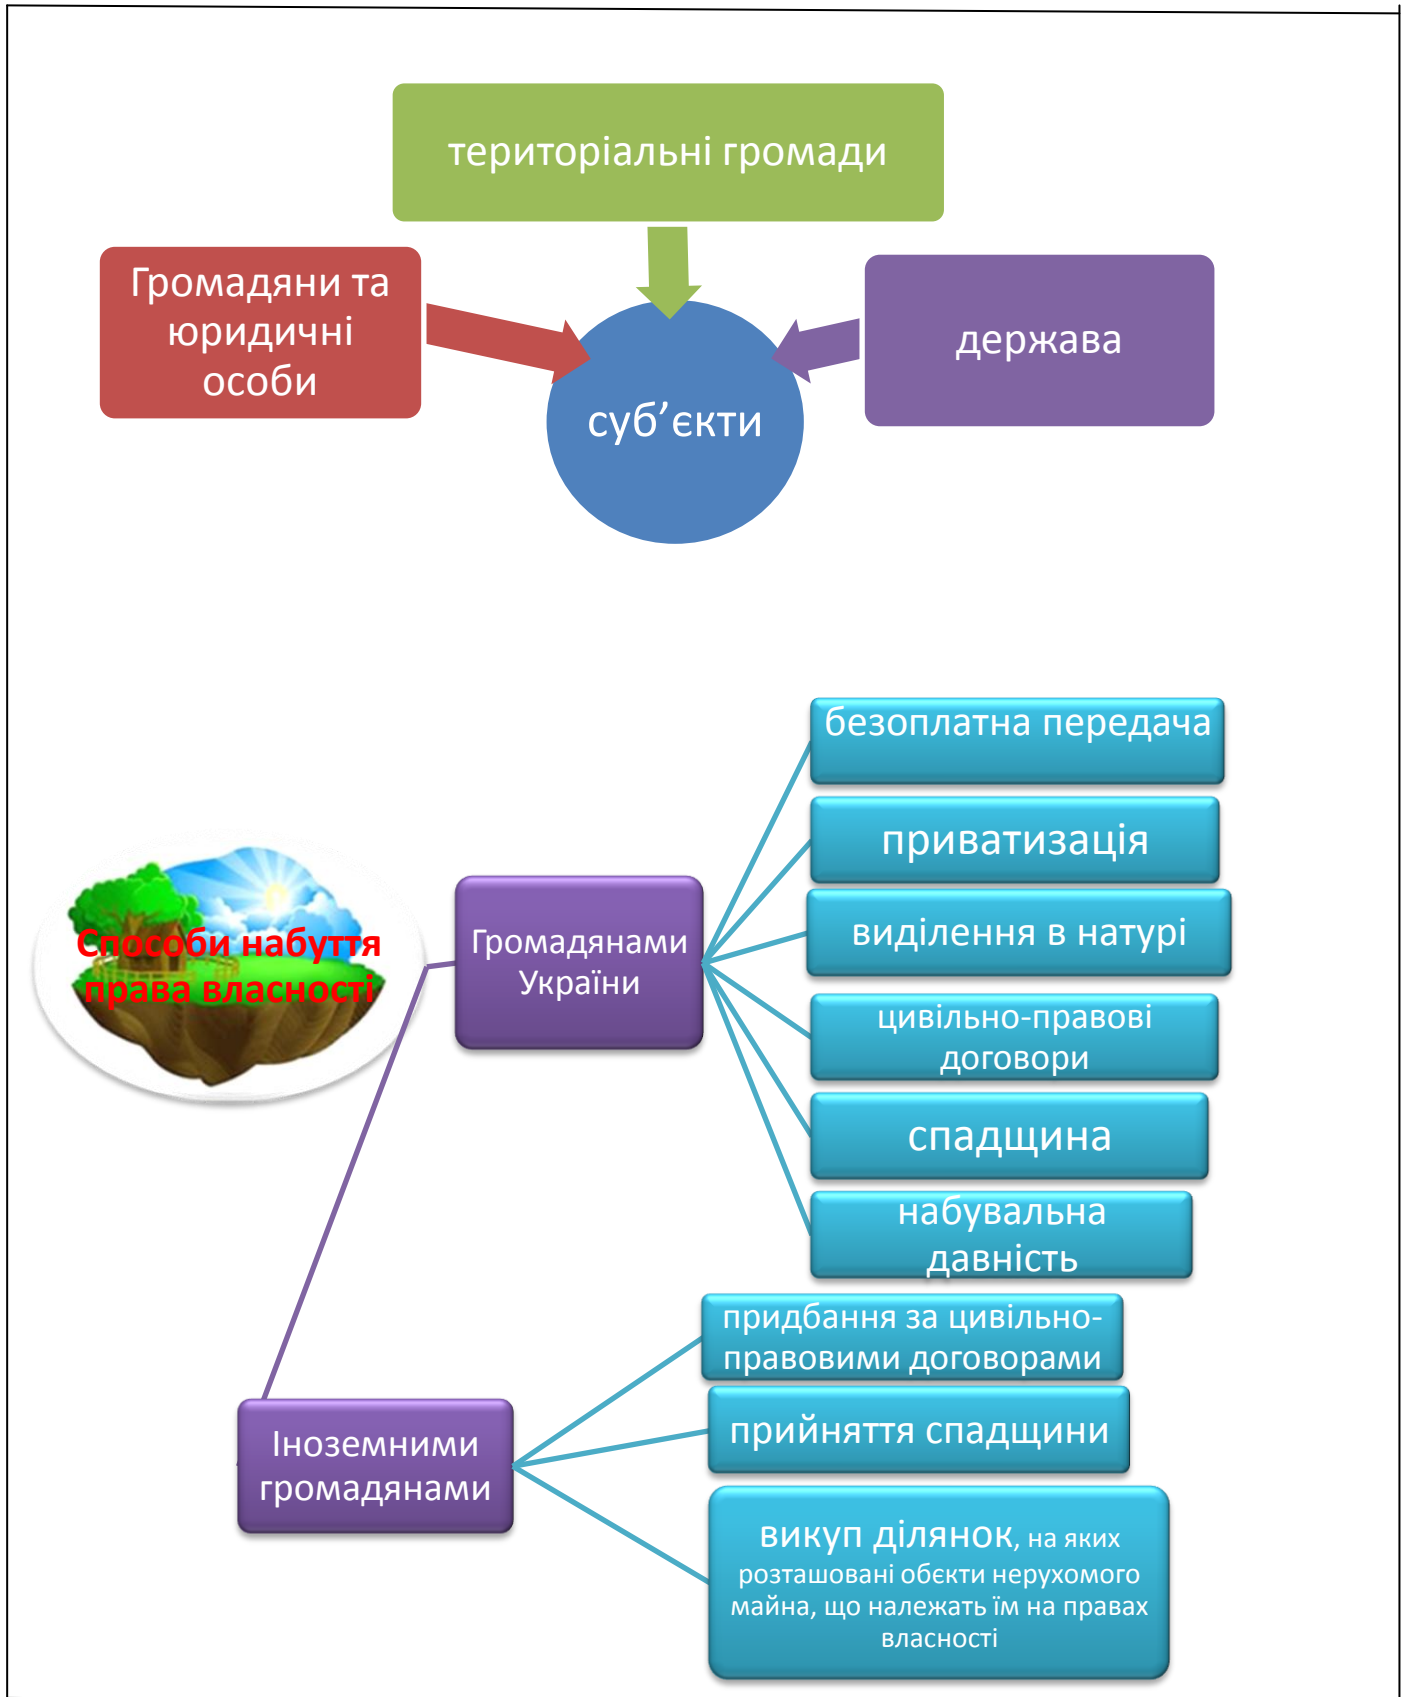 територіальні громади
Громадяни та
юридичні
особи
держава
суб’єкти
безоплатна передача
приватизація
виділення в натурі
цивільно-правові
договори
спадщина
набувальна
давність
Способи набуття
права власності
Громадянами
України
придбання за цивільно-
правовими договорами
прийняття спадщини
викуп ділянок, на яких
розташовані обєкти нерухомого
майна, що належать їм на правах
власності
Іноземними
громадянами